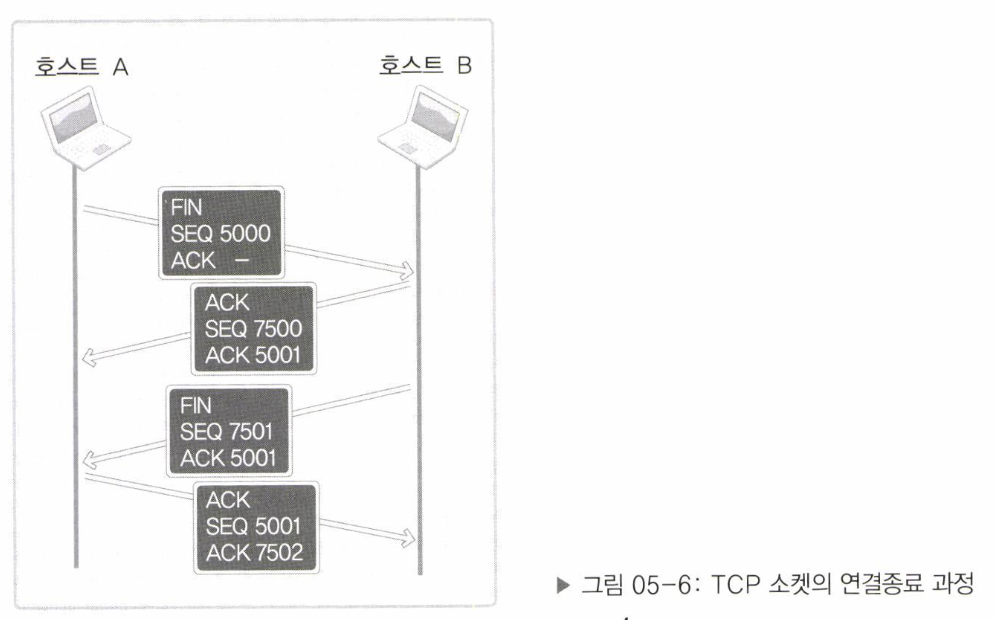 호스트 A
호스트 B
FIN
SEQ 5000
ACK –
ACK
SEQ 7500
ACK 5001
FIN
SEQ 7501
ACK 5001
ACK
SEQ 5001
ACK 7502
▶ 그림 05-6: TCP 소켓의 연결종료 과정